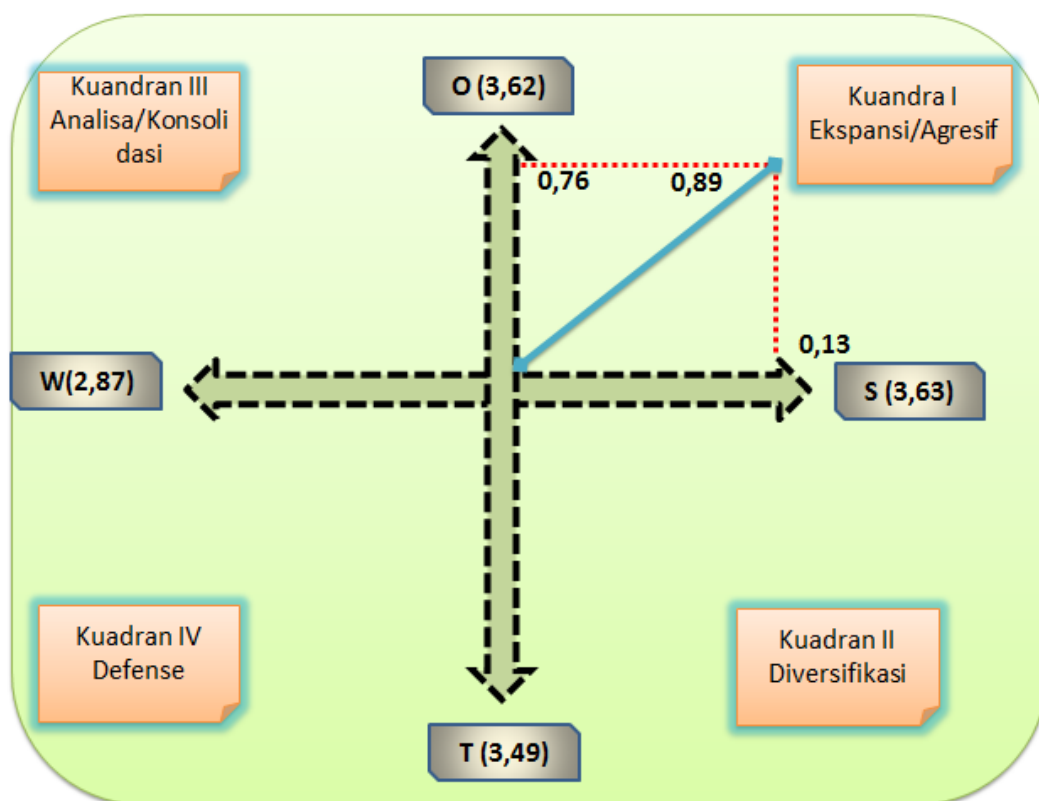 Kuandran III
Analisa/Konsoli
dasi
O (3,62)
Kuandra I
Ekspansi/Agresif
0,76
0,89
0,13
W(2,87)
S (3,63)
Kuadran IV
Defense
Kuadran II
Diversifikasi
T (3,49)